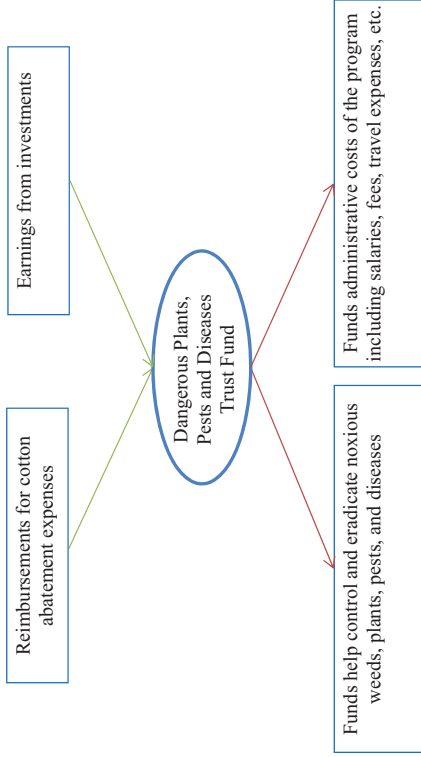 Reimbursements for cotton
abatement expenses
Earnings from investments
Dangerous Plants,
Pests and Diseases
Trust Fund
Funds help control and eradicate noxious
weeds, plants, pests, and diseases
Funds administrative costs of the program
including salaries, fees, travel expenses, etc.